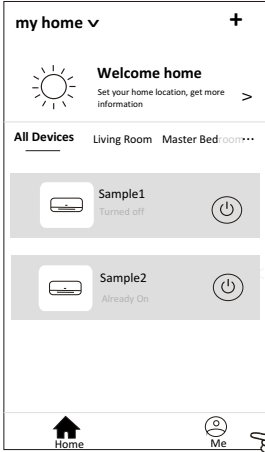 my home
+
Welcome home
Set your home location, get more
information
>
All Devices Living Room Master Bedroom ...
Sample1
Turned off
Sample2
Already On
Home Me